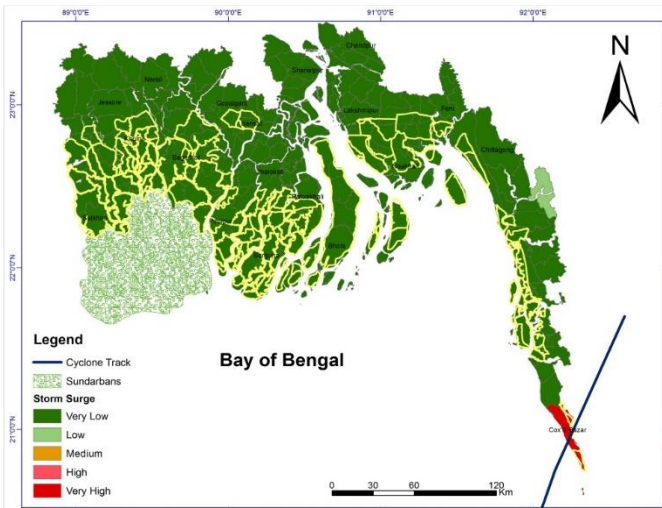 89°0'0"E 90°0'0"E 91°0'0"E 92°0'0"E
N
23°0'0"N
22°0'0"N
21°0'0"N
Chandpur
Shariatpur
Narail
Jessore
Gopalganj
Lakshmipur
Feni
Chittagong
Bhola
Cox's Bazar
Bay of Bengal
Legend
Cyclone Track
Sundarbans
Storm Surge
Very Low
Low
Medium
High
Very High
0 30 60 120
Km